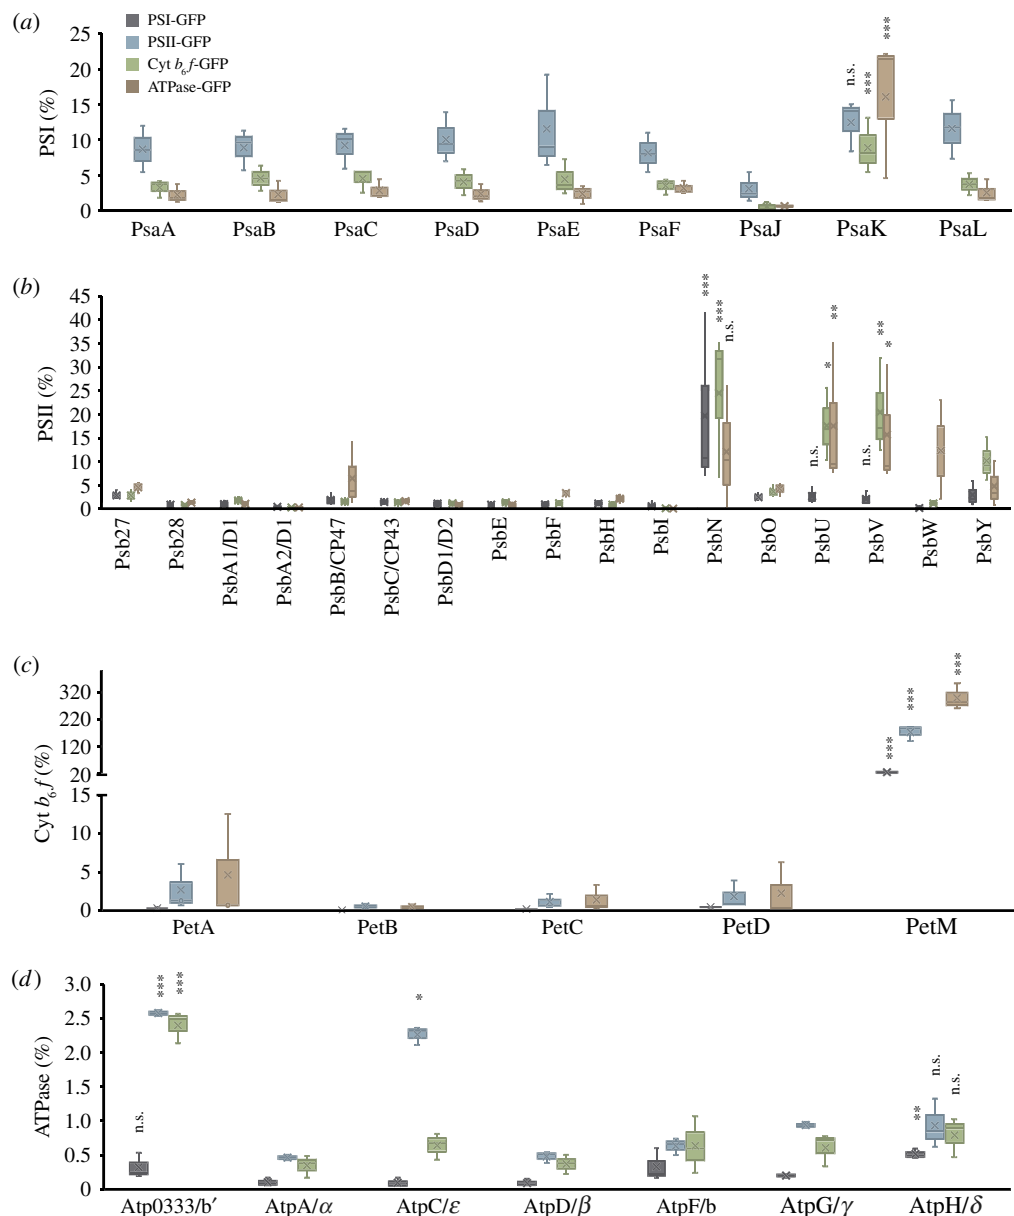 (a)
PSI-GFP
PSII-GFP
Cyt b₆f-GFP
ATPase-GFP
PSI (%)
25
20
15
10
5
0
n.s.
***
***
PsaA PsaB PsaC PsaD PsaE PsaF PsaJ PsaK PsaL
(b)
PSII (%)
45
40
35
30
25
20
15
10
5
0
***
***
n.s.
n.s.
*
**
n.s.
**
*
Psb27
Psb28
PsbA1/D1
PsbA2/D1
PsbB/CP47
PsbC/CP43
PsbD1/D2
PsbE
PsbF
PsbH
PsbI
PsbN
PsbO
PsbU
PsbV
PsbW
PsbY
(c)
Cyt b₆f (%)
320
220
120
20
15
10
5
0
***
***
***
PetA PetB PetC PetD PetM
(d)
ATPase (%)
3.0
2.5
2.0
1.5
1.0
0.5
0
n.s.
***
***
*
**
n.s.
n.s.
Atp0333/b′ AtpA/α AtpC/ε AtpD/β AtpF/b AtpG/γ AtpH/δ